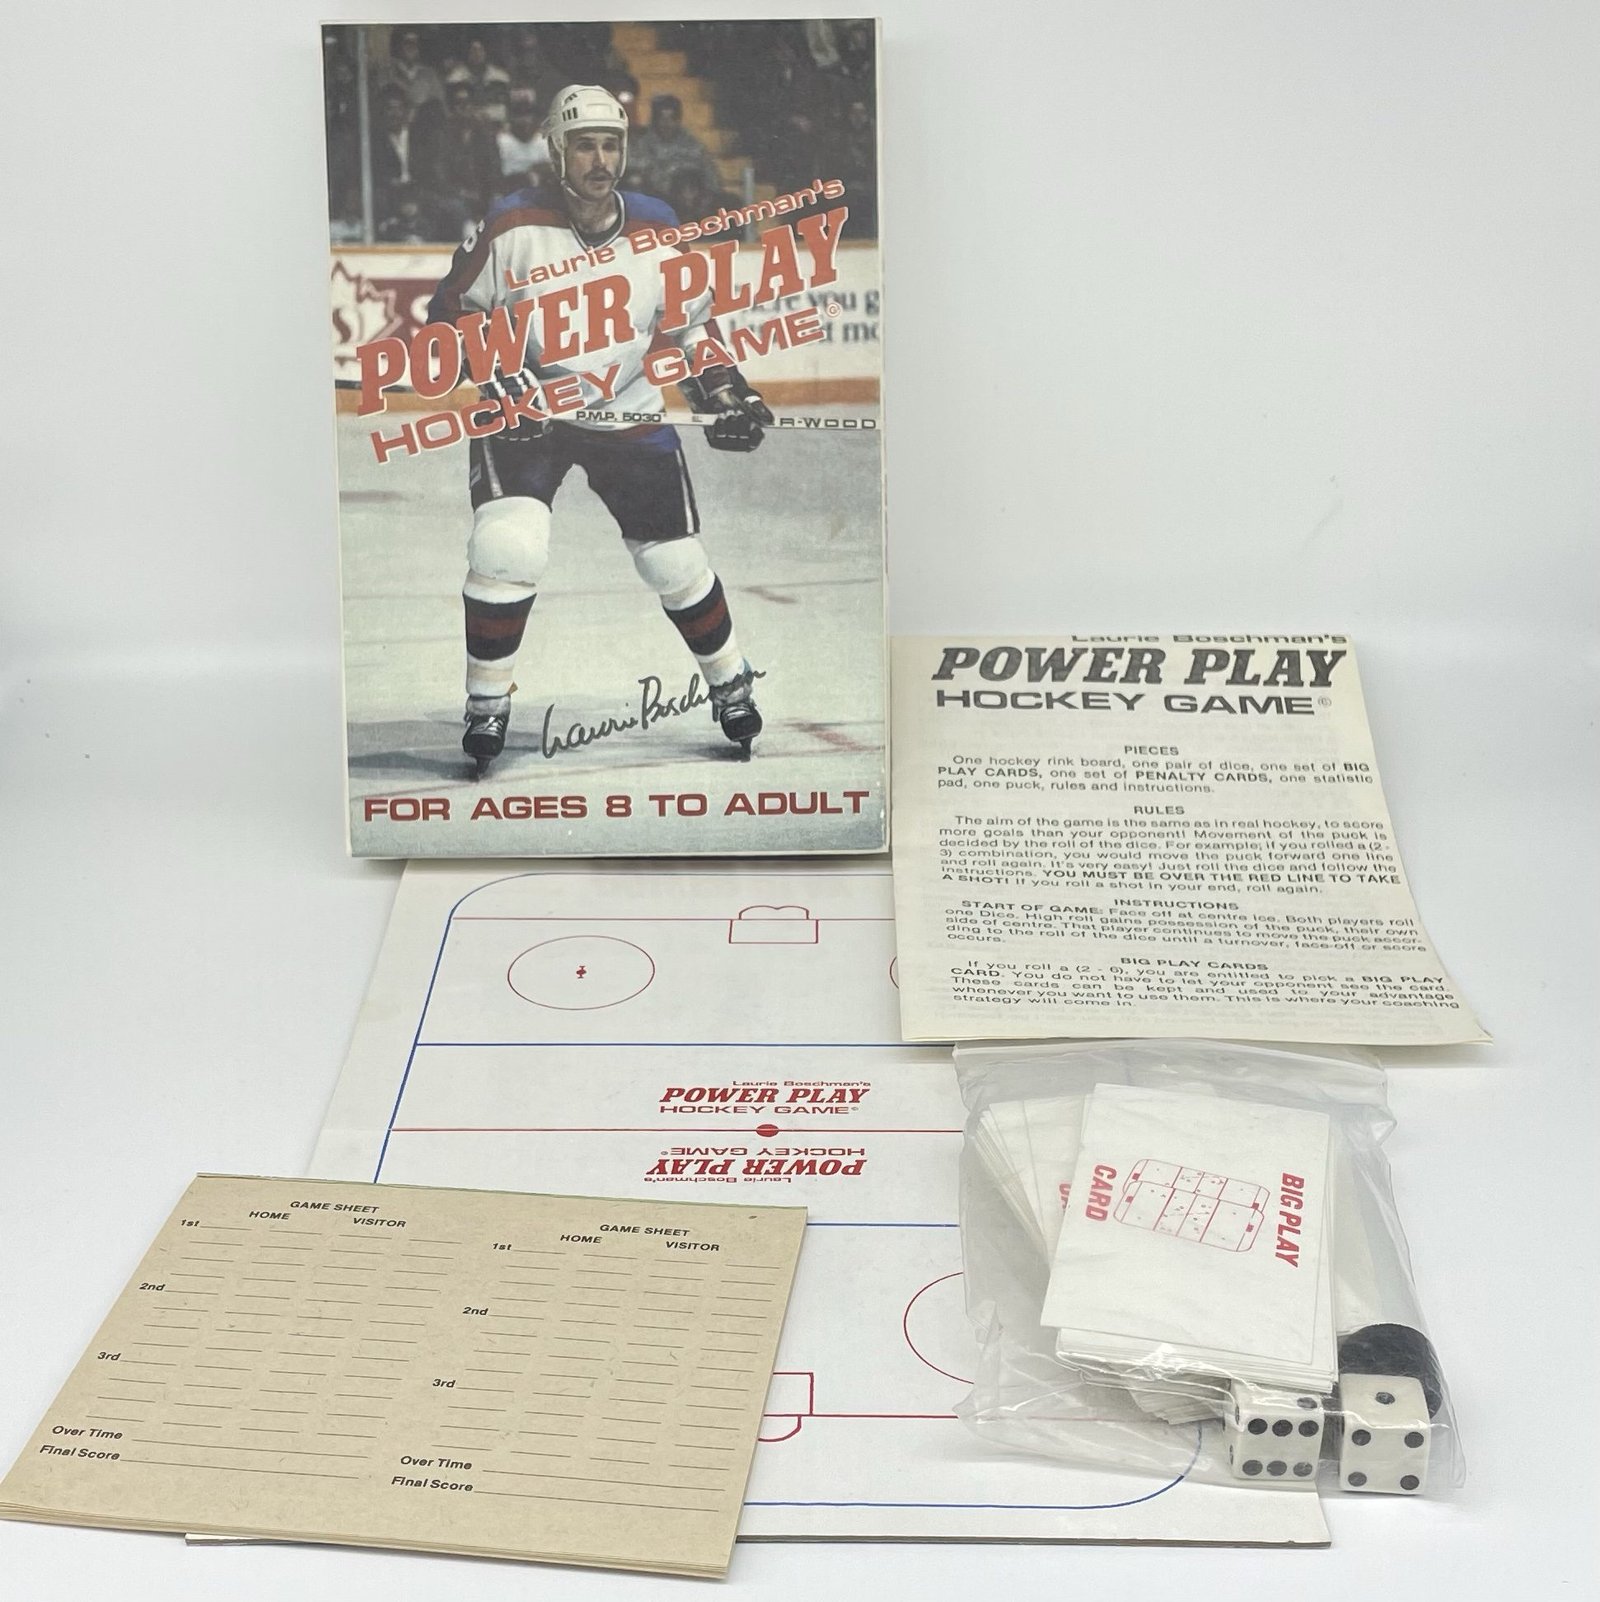 Laurie Boschman's
POWER PLAY
HOCKEY GAME©
P.M.P. 5030
R-WOOD
Laurie Boschman
FOR AGES 8 TO ADULT
Laurie Boschman's
POWER PLAY
HOCKEY GAME©
PIECES
One hockey rink board, one pair of dice, one set of BIG
PLAY CARDS, one set of PENALTY CARDS, one statistic
pad, one puck, rules and instructions.
RULES
The aim of the game is the same as in real hockey, to score
more goals than your opponent! Movement of the puck is
decided by the roll of the dice. For example; if you rolled a (2 -
3) combination, you would move the puck forward one line
and roll again. It's very easy! Just roll the dice and follow the
instructions. YOU MUST BE OVER THE RED LINE TO TAKE
A SHOT! If you roll a shot in your end, roll again.
INSTRUCTIONS
START OF GAME: Face off at centre ice. Both players roll
one Dice. High roll gains possession of the puck, their own
side of centre. That player continues to move the puck accor-
ding to the roll of the dice until a turnover, face-off or score
occurs.
BIG PLAY CARDS
If you roll a (2 - 6), you are entitled to pick a BIG PLAY
CARD. You do not have to let your opponent see the card.
These cards can be kept and used to your advantage
whenever you want to use them. This is where your coaching
strategy will come in.
Laurie Boschman's
POWER PLAY
HOCKEY GAME©
Laurie Boschman's
POWER PLAY
HOCKEY GAME©
BIG PLAY
CARD
GAME SHEET
HOME VISITOR
1st
2nd
3rd
Over Time
Final Score
GAME SHEET
HOME VISITOR
1st
2nd
3rd
Over Time
Final Score